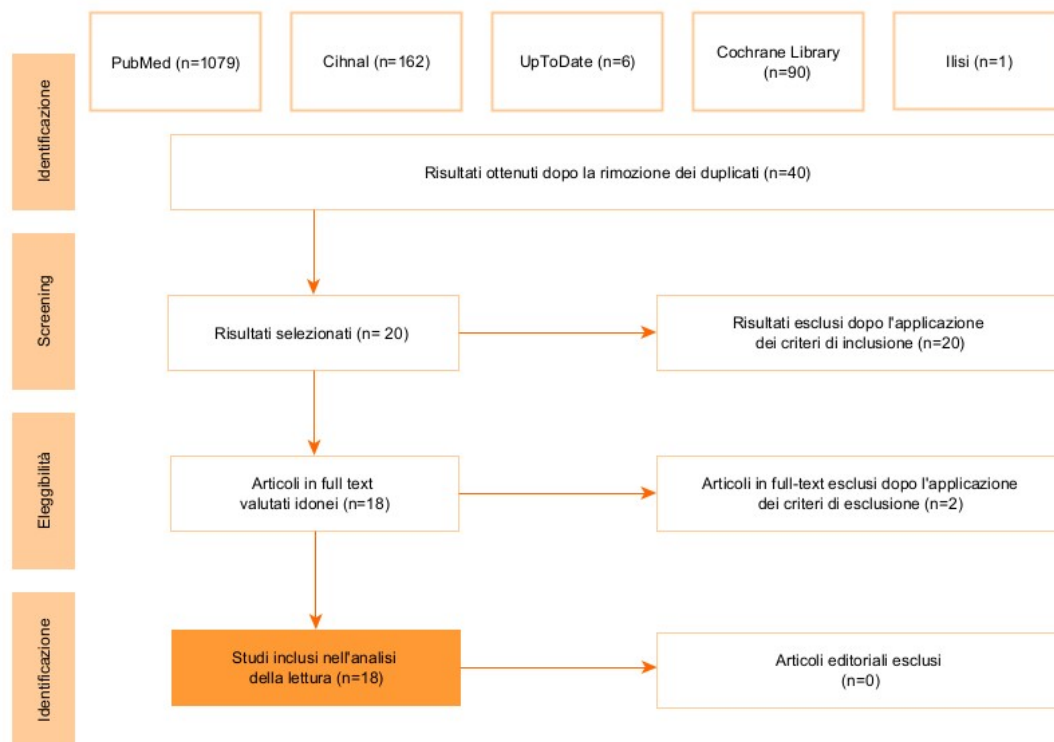 PubMed (n=1079)
Cihnal (n=162)
UpToDate (n=6)
Cochrane Library
(n=90)
Ilisi (n=1)
Identificazione
Risultati ottenuti dopo la rimozione dei duplicati (n=40)
Screening
Risultati selezionati (n= 20)
Risultati esclusi dopo l'applicazione
dei criteri di inclusione (n=20)
Eleggibilità
Articoli in full text
valutati idonei (n=18)
Articoli in full-text esclusi dopo l'applicazione
dei criteri di esclusione (n=2)
Identificazione
Studi inclusi nell'analisi
della lettura (n=18)
Articoli editoriali esclusi
(n=0)